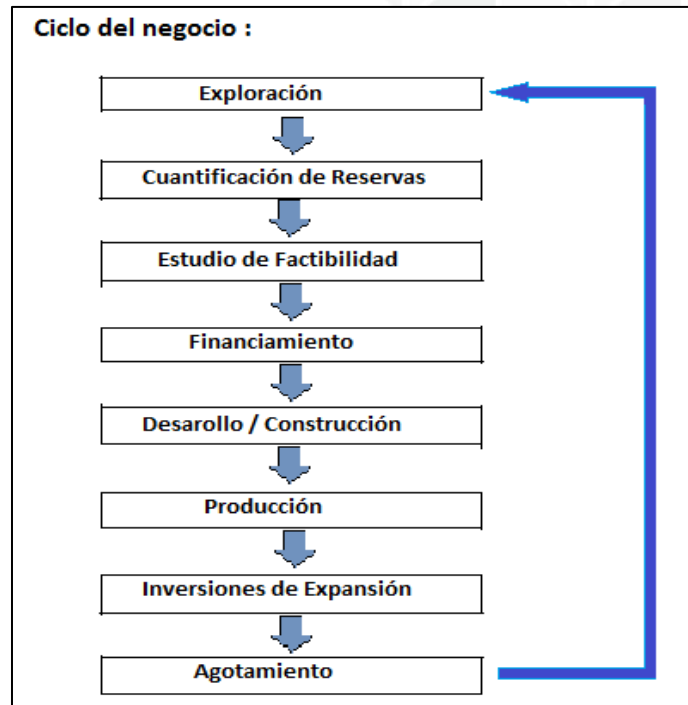 Ciclo del negocio :
Exploración
Cuantificación de Reservas
Estudio de Factibilidad
Financiamiento
Desarollo / Construcción
Producción
Inversiones de Expansión
Agotamiento